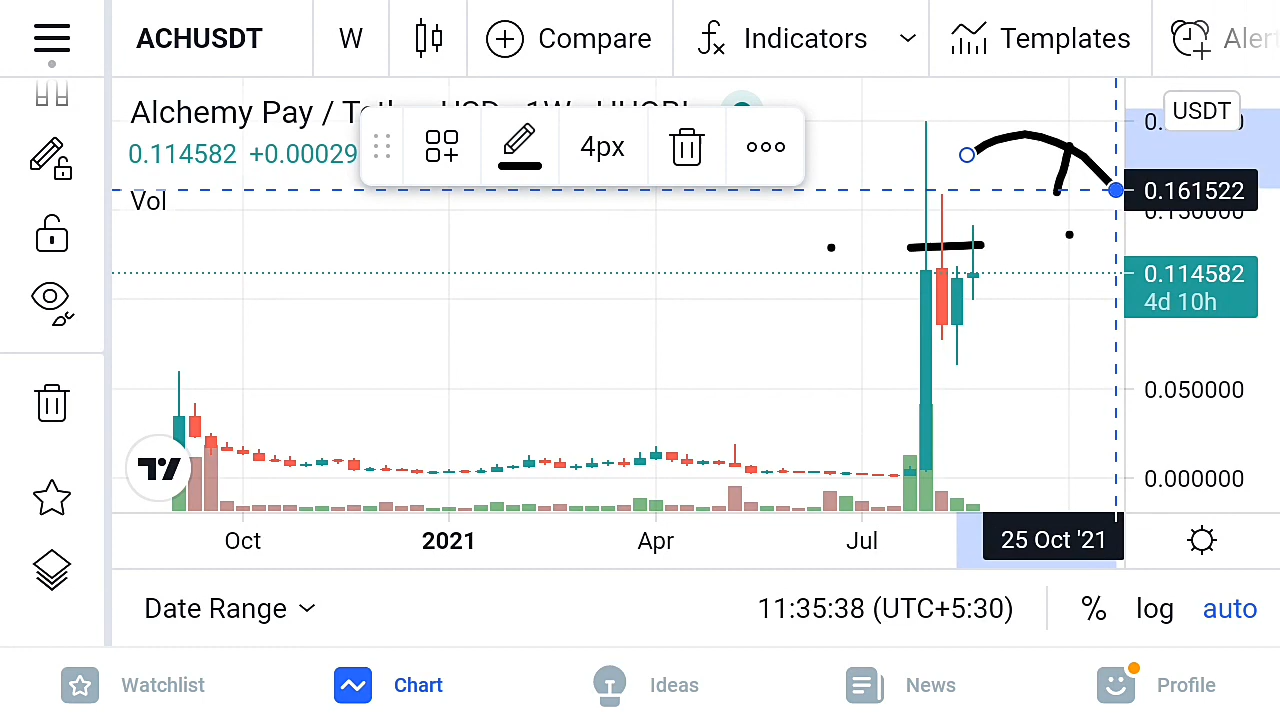 ACHUSDT W Compare Indicators Templates
Alchemy Pay /
0.114582 +0.00029
4px
USDT
Vol
0.161522
0.150000
0.114582
4d 10h
0.050000
0.000000
Oct 2021 Apr Jul 25 Oct '21
Date Range 11:35:38 (UTC+5:30) % log auto
Watchlist Chart Ideas News Profile